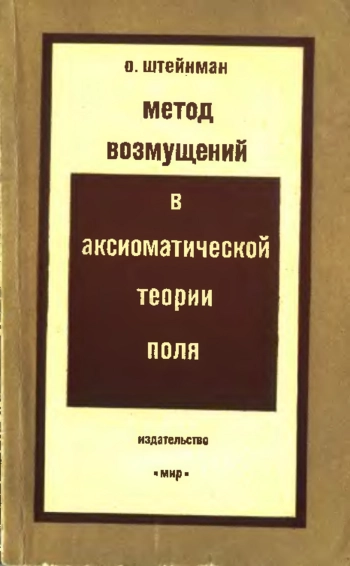 о. штейнман
метод
возмущений
в
аксиоматической
теории
поля
издательство
«мир»